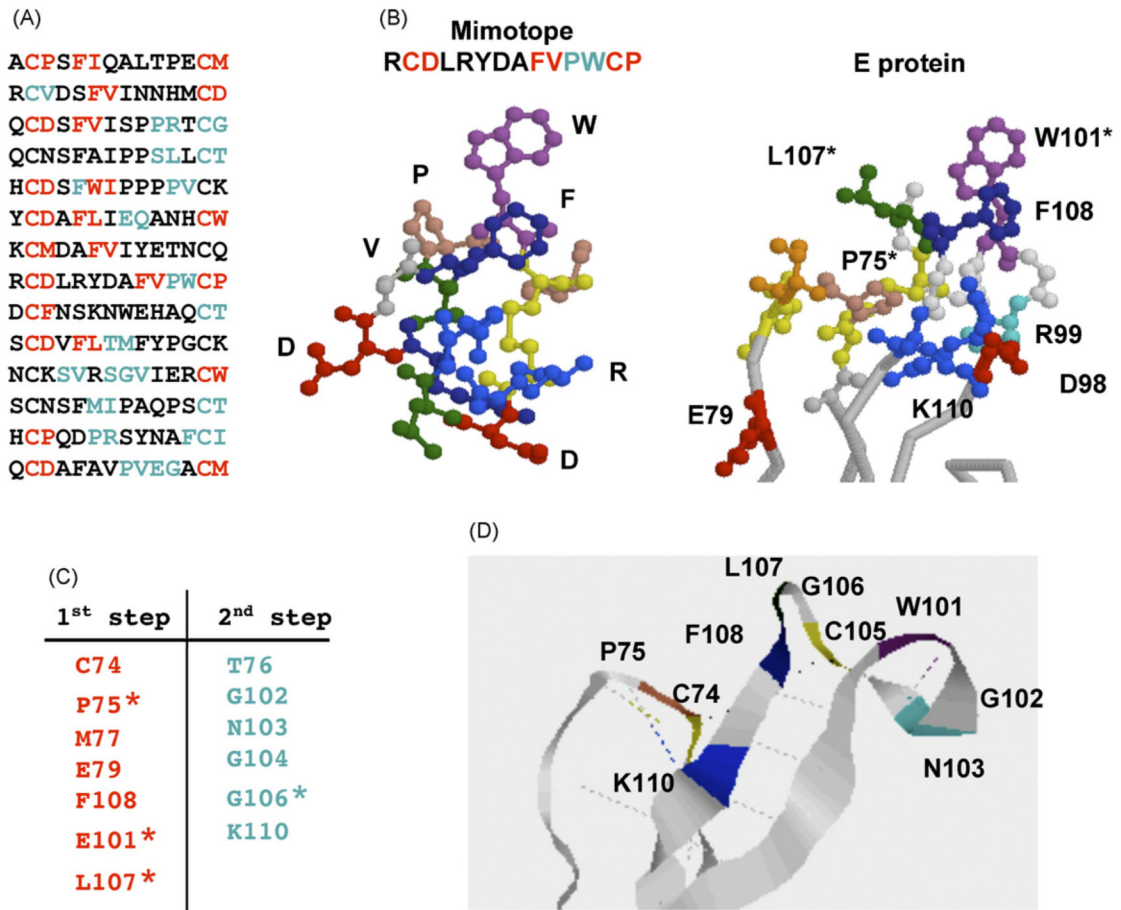 (A)
ACPSFIQALTPECM
RCVDSFVINNHMCD
QCDSFVISPPRTCG
QCNSFAIPPSLLCT
HCDSFWIPPPPVCK
YCDAFLIEQANHCW
KCMDAFVIYETNCQ
RCDLRYDAFVPWCP
DCFNSKNWEHAQCT
SCDVFLTMFYPGCK
NCKSVRSGVIERCW
SCNSFMIPAQPSCT
HCPQDPRSYNAFCI
QCDAFAVPVEGACM
(B)
Mimotope
RCDLRYDAFVPWCP
W
P
F
V
D
R
D
E protein
W101*
L107*
F108
P75*
R99
D98
K110
E79
(C)
1st step 2nd step
C74 T76
P75* G102
M77 N103
E79 G104
F108 G106*
E101* K110
L107*
(D)
L107
G106
W101
F108
C105
P75
C74
G102
K110
N103